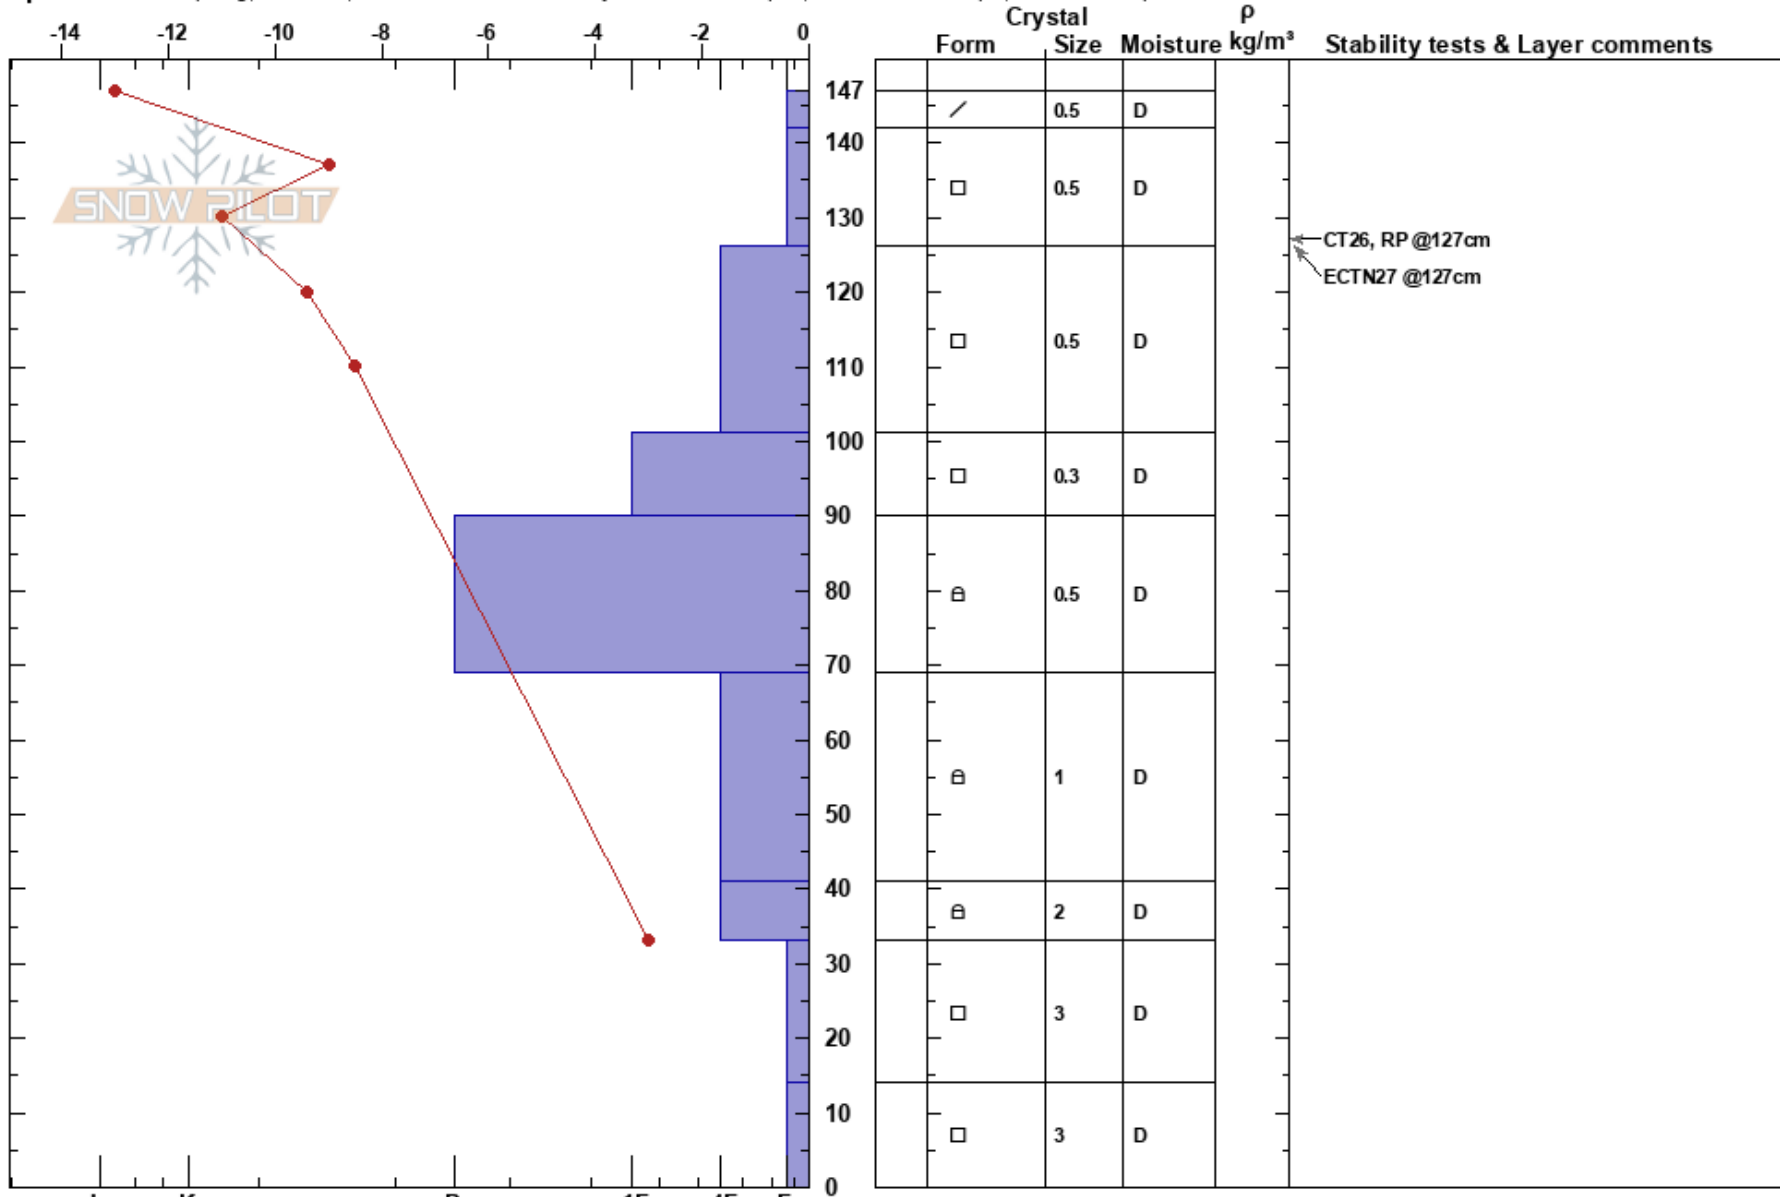 -14 -12 -10 -8 -6 -4 -2 0
Crystal ρ
Form Size Moisture kg/m³ Stability tests & Layer comments
147
0.5 D
140
SNOW PILOT
0.5 D
130
CT26, RP @127cm
ECTN27 @127cm
120
0.5 D
110
100
0.3 D
90
0.5 D
80
70
60
1 D
50
40
2 D
30
3 D
20
10
3 D
0